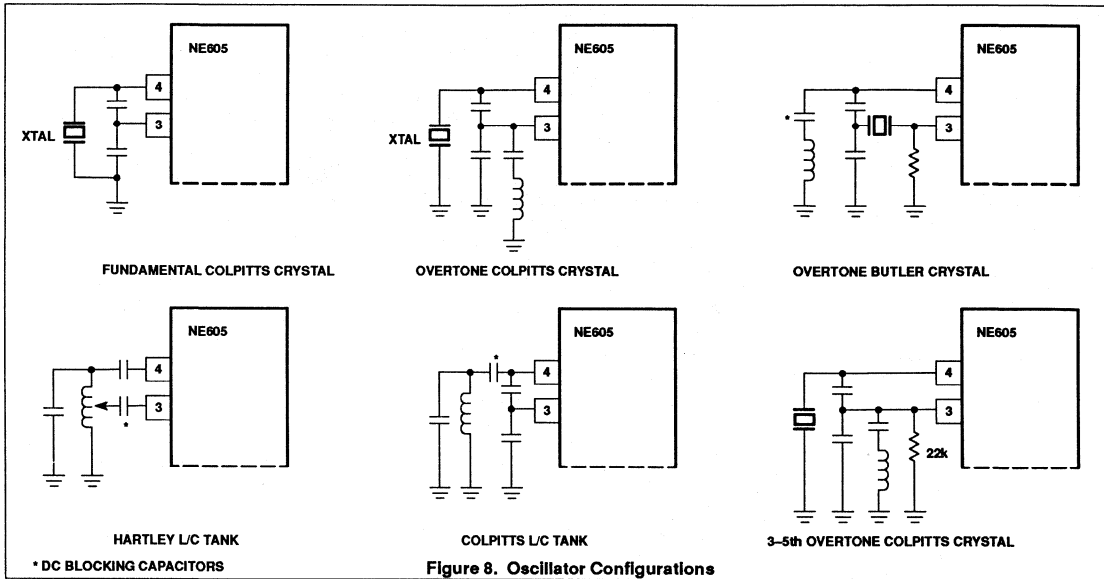 NE605
4
3
XTAL
FUNDAMENTAL COLPITTS CRYSTAL
NE605
4
3
XTAL
OVERTONE COLPITTS CRYSTAL
NE605
4
3
*
OVERTONE BUTLER CRYSTAL
NE605
4
3
*
HARTLEY L/C TANK
NE605
*
4
3
COLPITTS L/C TANK
NE605
4
3
22k
3–5th OVERTONE COLPITTS CRYSTAL
* DC BLOCKING CAPACITORS
Figure 8. Oscillator Configurations